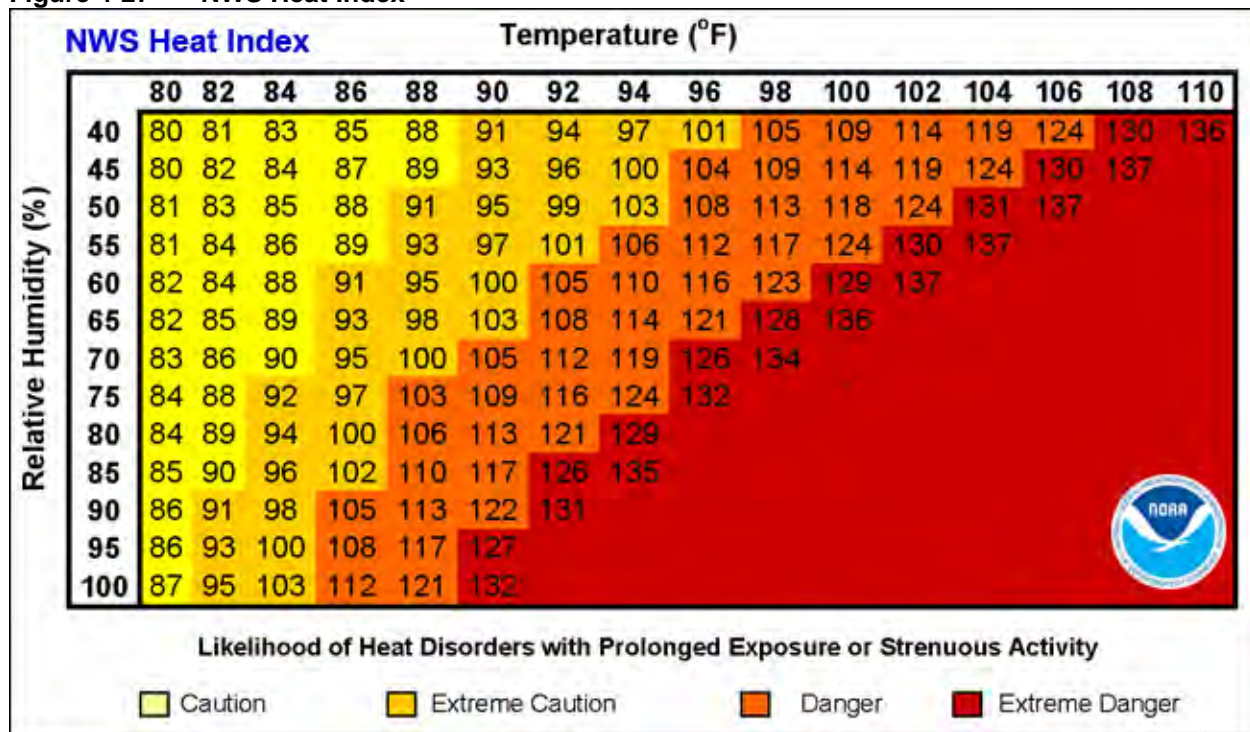 NWS Heat Index Temperature (°F)
80 82 84 86 88 90 92 94 96 98 100 102 104 106 108 110
40 80 81 83 85 88 91 94 97 101 105 109 114 119 124 130 136
45 80 82 84 87 89 93 96 100 104 109 114 119 124 130 137
50 81 83 85 88 91 95 99 103 108 113 118 124 131 137
55 81 84 86 89 93 97 101 106 112 117 124 130 137
60 82 84 88 91 95 100 105 110 116 123 129 137
65 82 85 89 93 98 103 108 114 121 128 136
70 83 86 90 95 100 105 112 119 126 134
75 84 88 92 97 103 109 116 124 132
80 84 89 94 100 106 113 121 129
85 85 90 96 102 110 117 126 135
90 86 91 98 105 113 122 131
95 86 93 100 108 117 127
100 87 95 103 112 121 132
Relative Humidity (%)
NOAA
Likelihood of Heat Disorders with Prolonged Exposure or Strenuous Activity
Caution Extreme Caution Danger Extreme Danger